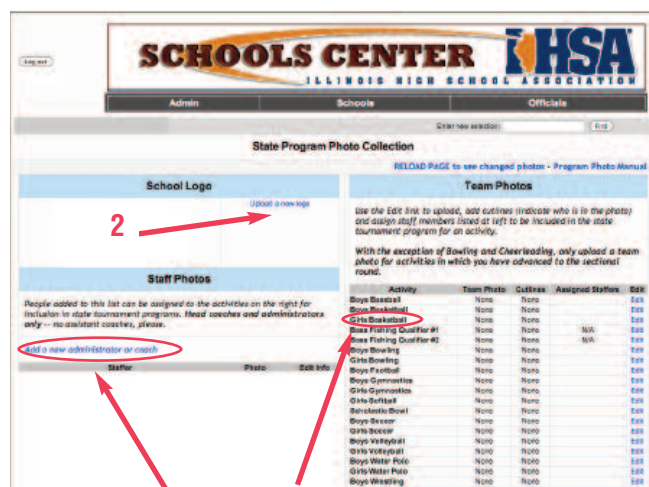 Log out
SCHOOLS CENTER IHSA
ILLINOIS HIGH SCHOOL ASSOCIATION
Admin Schools Officials
Enter new selection: Find
State Program Photo Collection
RELOAD PAGE to see changed photos - Program Photo Manual
School Logo
Upload a new logo
2
Staff Photos
People added to this list can be assigned to the activities on the right for
inclusion in state tournament programs. Head coaches and administrators
only -- no assistant coaches, please.
Add a new administrator or coach
Staffer Photo Edit Info
Team Photos
Use the Edit link to upload, add cutlines (indicate who is in the photo)
and assign staff members listed at left to be included in the state
tournament program for an activity.
With the exception of Bowling and Cheerleading, only upload a team
photo for activities in which you have advanced to the sectional
round.
Activity Team Photo Cutlines Assigned Staffers Edit
Boys Baseball None None Edit
Boys Basketball None None Edit
Girls Basketball None None Edit
Bass Fishing Qualifier #1 None None N/A Edit
Bass Fishing Qualifier #2 None None N/A Edit
Boys Bowling None None Edit
Girls Bowling None None Edit
Boys Football None None Edit
Boys Gymnastics None None Edit
Girls Gymnastics None None Edit
Girls Softball None None Edit
Scholastic Bowl None None Edit
Boys Soccer None None Edit
Girls Soccer None None Edit
Boys Volleyball None None Edit
Girls Volleyball None None Edit
Boys Water Polo None None Edit
Girls Water Polo None None Edit
Boys Wrestling None None Edit